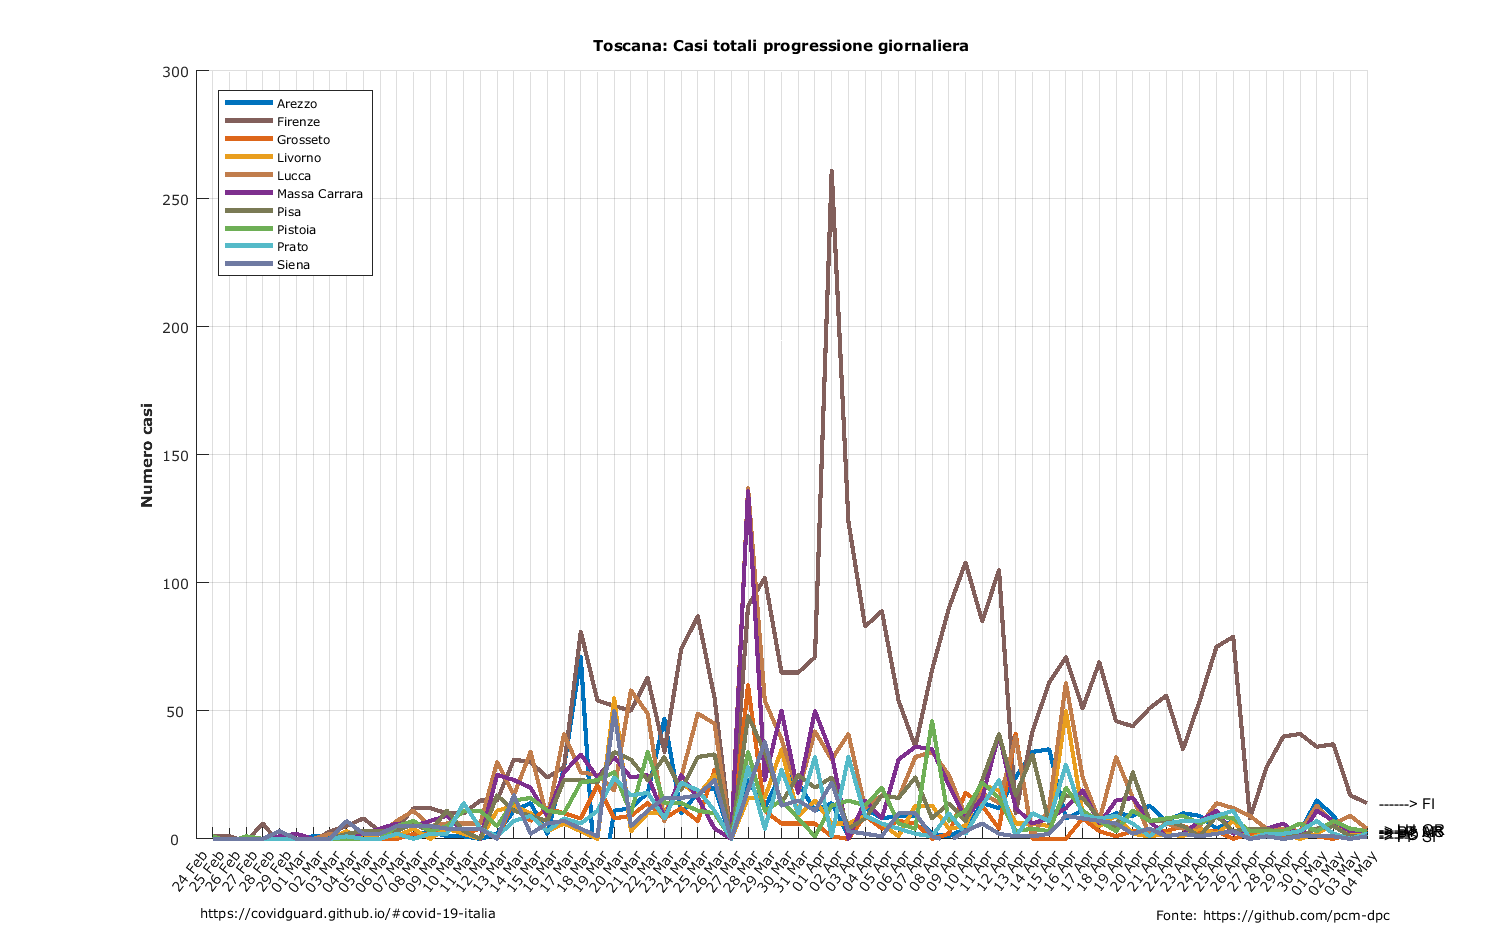 Toscana: Casi totali progressione giornaliera
Numero casi
300
250
200
150
100
50
0
Arezzo
Firenze
Grosseto
Livorno
Lucca
Massa Carrara
Pisa
Pistoia
Prato
Siena
24 Feb
25 Feb
26 Feb
27 Feb
28 Feb
29 Feb
01 Mar
02 Mar
03 Mar
04 Mar
05 Mar
06 Mar
07 Mar
08 Mar
09 Mar
10 Mar
11 Mar
12 Mar
13 Mar
14 Mar
15 Mar
16 Mar
17 Mar
18 Mar
19 Mar
20 Mar
21 Mar
22 Mar
23 Mar
24 Mar
25 Mar
26 Mar
27 Mar
28 Mar
29 Mar
30 Mar
31 Mar
01 Apr
02 Apr
03 Apr
04 Apr
05 Apr
06 Apr
07 Apr
08 Apr
09 Apr
10 Apr
11 Apr
12 Apr
13 Apr
14 Apr
15 Apr
16 Apr
17 Apr
18 Apr
19 Apr
20 Apr
21 Apr
22 Apr
23 Apr
24 Apr
25 Apr
26 Apr
27 Apr
28 Apr
29 Apr
30 Apr
01 May
02 May
03 May
04 May
------> FI
https://covidguard.github.io/#covid-19-italia
Fonte: https://github.com/pcm-dpc